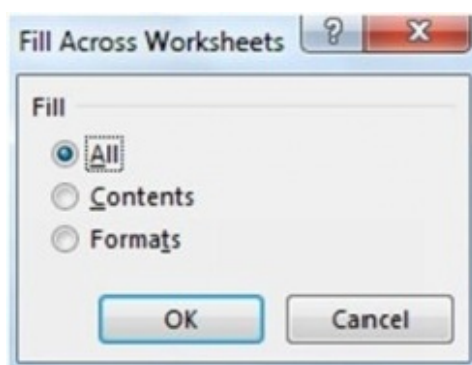 Fill Across Worksheets
Fill
All
Contents
Formats
OK Cancel